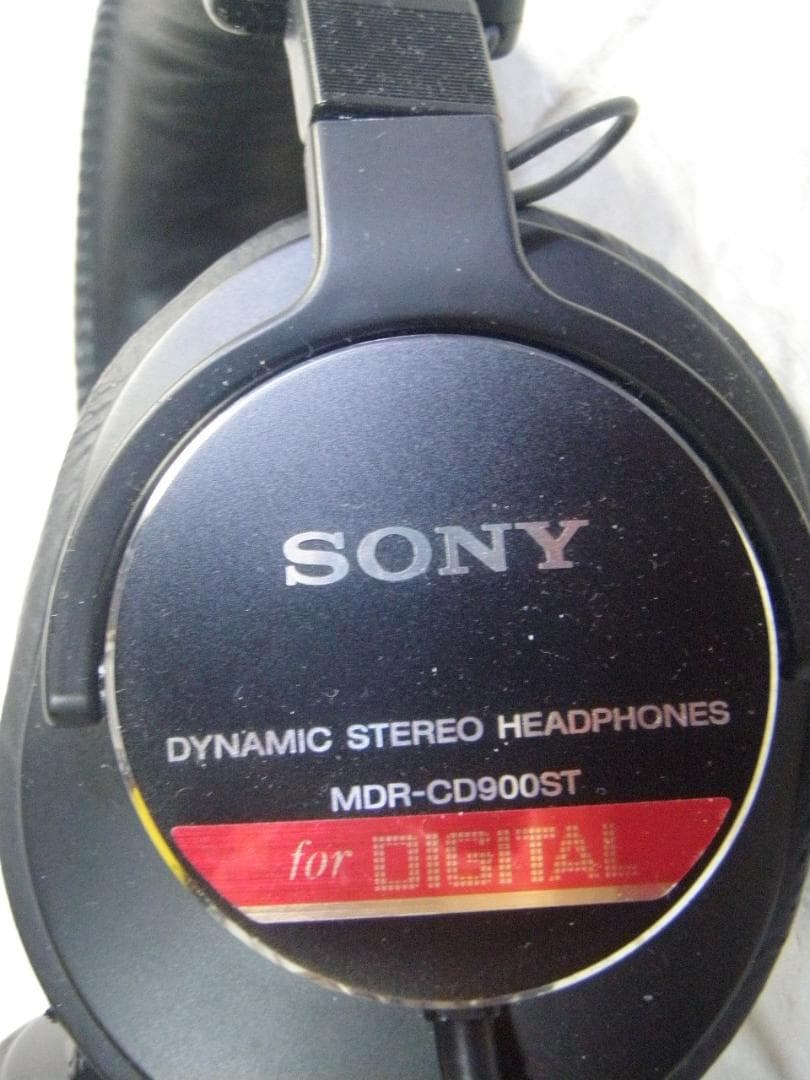 SONY
DYNAMIC STEREO HEADPHONES
MDR-CD900ST
for DIGITAL